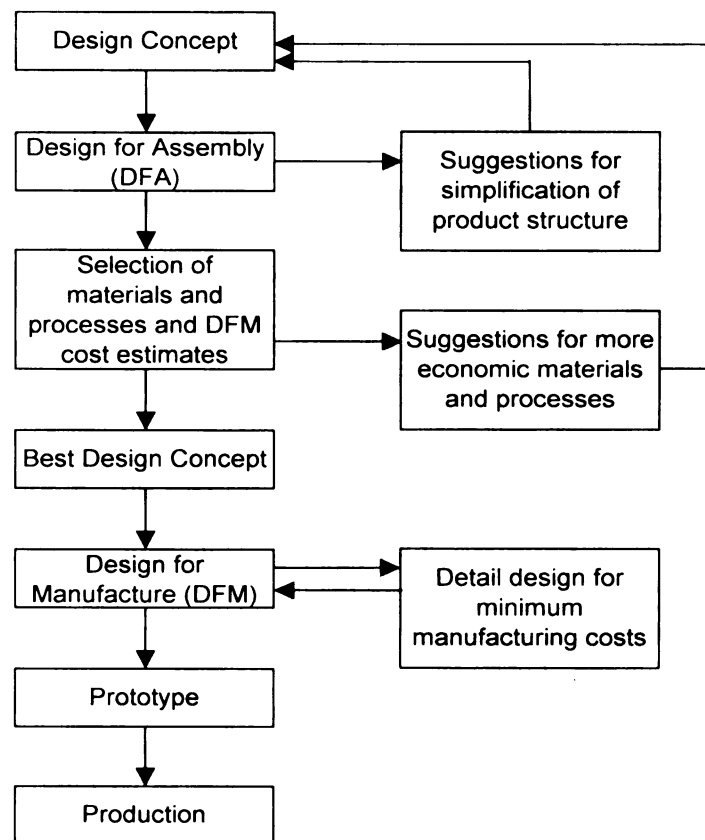 Design Concept
Design for Assembly
(DFA)
Suggestions for
simplification of
product structure
Selection of
materials and
processes and DFM
cost estimates
Suggestions for more
economic materials
and processes
Best Design Concept
Design for
Manufacture (DFM)
Detail design for
minimum
manufacturing costs
Prototype
Production